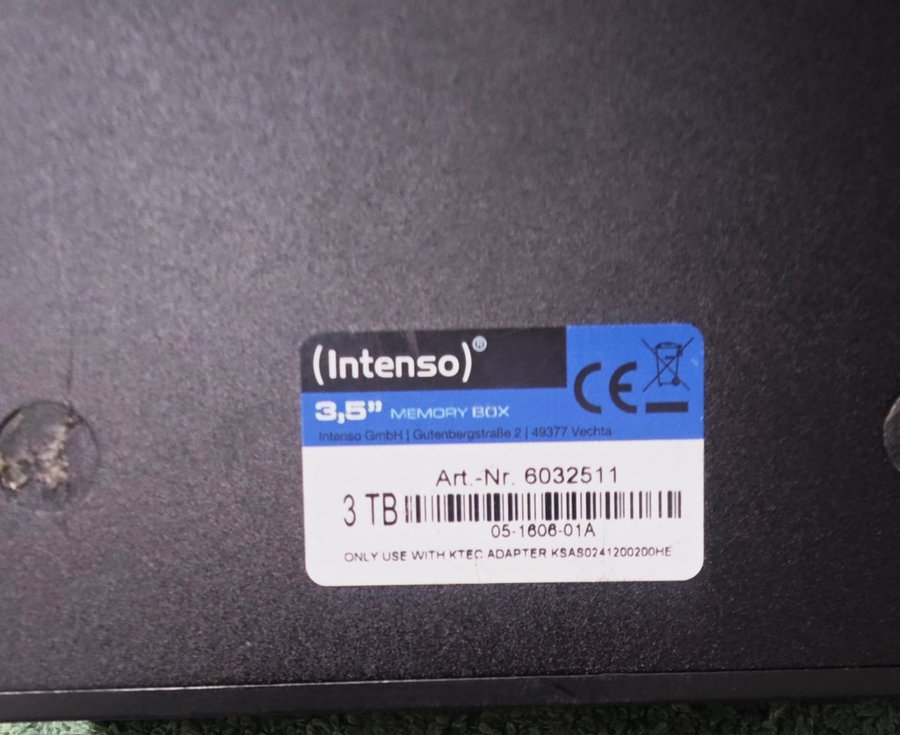 (Intenso)®
3,5” MEMORY BOX
Intenso GmbH | Gutenbergstraße 2 | 49377 Vechta
CE
Art.-Nr. 6032511
3 TB
05-1606-01A
ONLY USE WITH KTEC ADAPTER KSAS0241200200HE